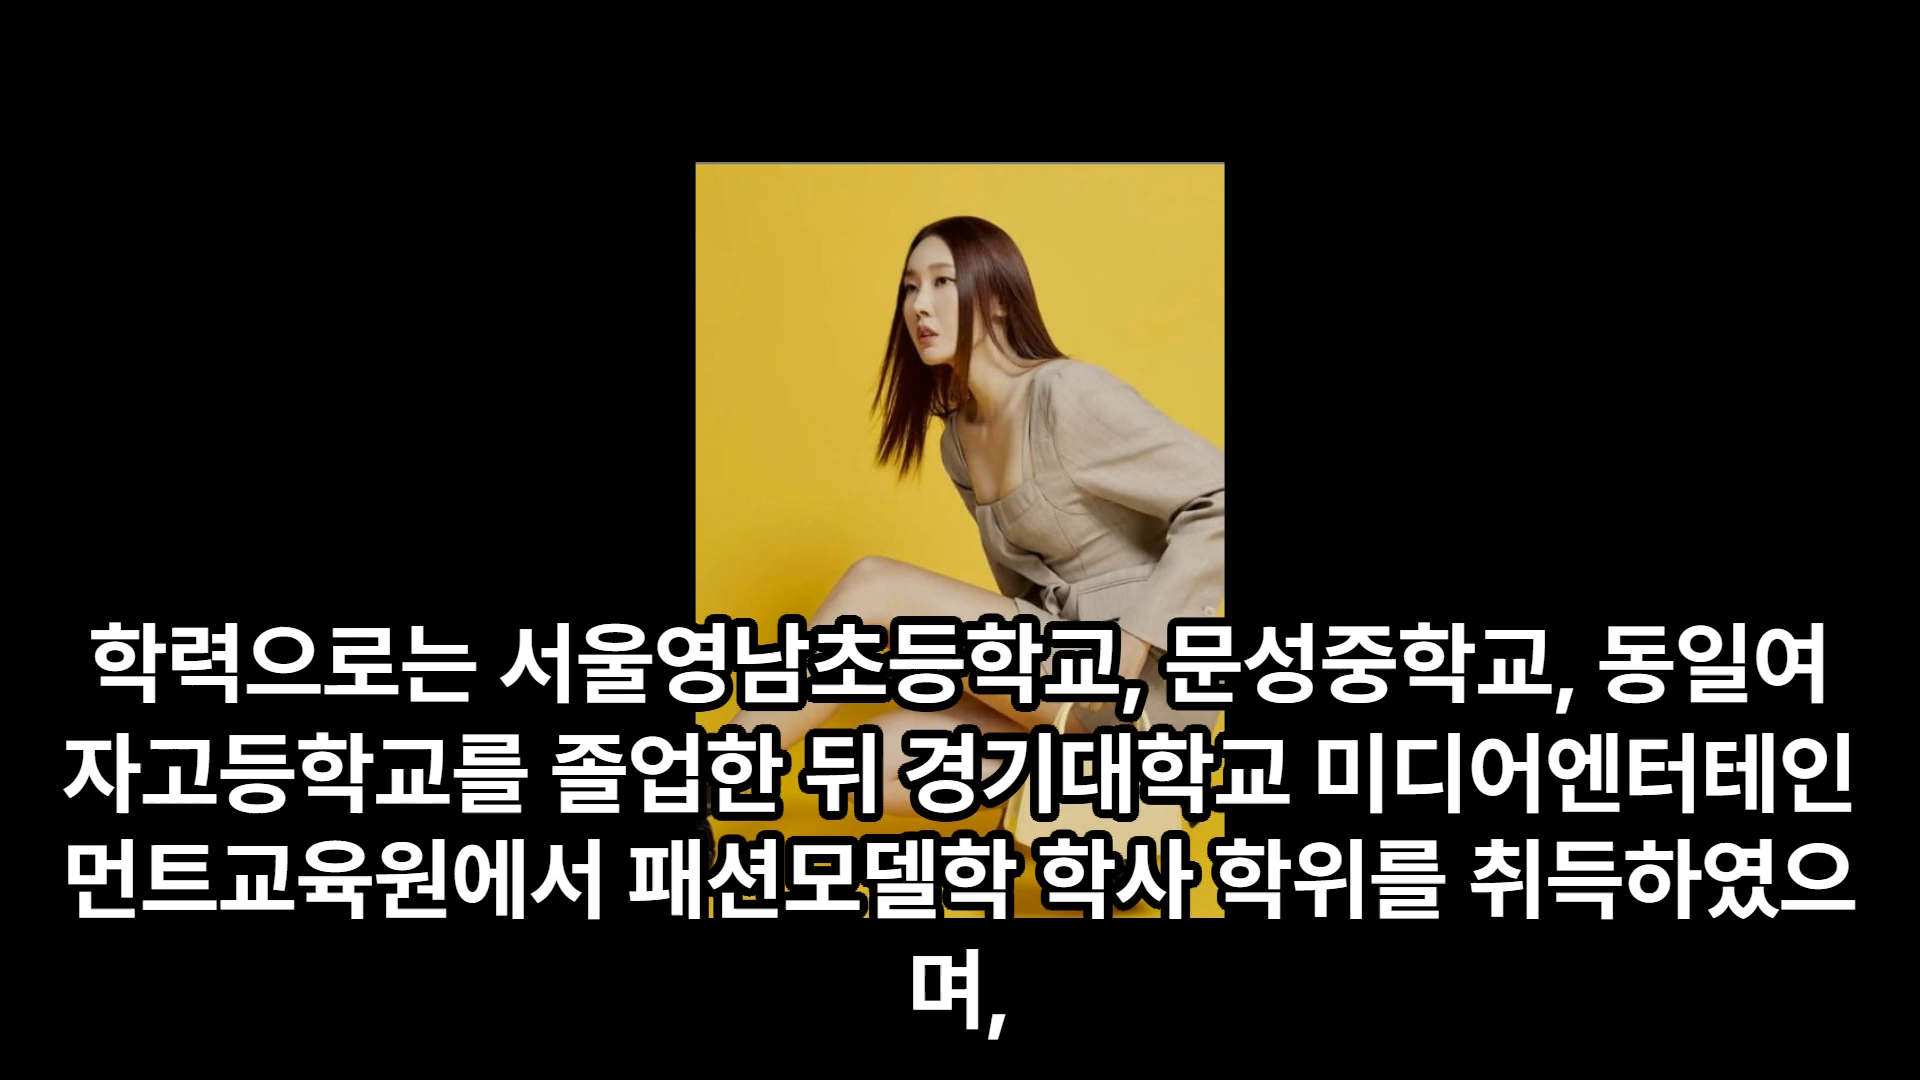 학력으로는 서울영남초등학교, 문성중학교, 동일여
자고등학교를 졸업한 뒤 경기대학교 미디어엔터테인
먼트교육원에서 패션모델학 학사 학위를 취득하였으
며,